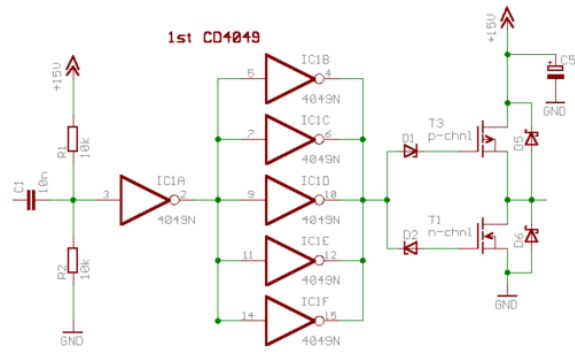 1st CD4049
+15V
R1
10k
C1
10n
R2
10k
GND
3
IC1A
2
4049N
5
IC1B
4
4049N
7
IC1C
6
4049N
9
IC1D
10
4049N
11
IC1E
12
4049N
14
IC1F
15
4049N
D1
D2
T3
p-chnl
T1
n-chnl
D5
D6
GND
+15V
+
C5
GND